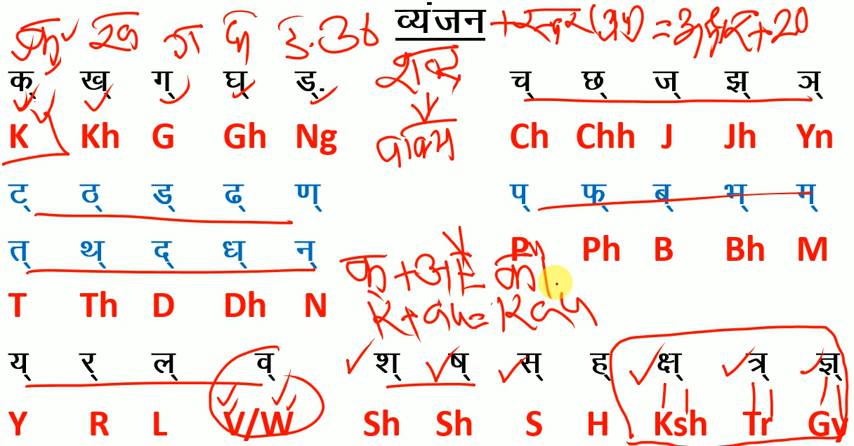 व्यंजन
क् ख् ग् घ् ड़्. च् छ् ज् झ् ञ्
K Kh G Gh Ng Ch Chh J Jh Yn
शब्द
वाक्य
ट् ठ् ड् ढ् ण् प् फ् ब् भ् म्
P Ph B Bh M
त् थ् द् ध् न्
T Th D Dh N
य् र् ल् व् श् ष् स् ह् क्ष् त्र् ज्ञ्
Y R L V/W Sh Sh S H Ksh Tr Gy